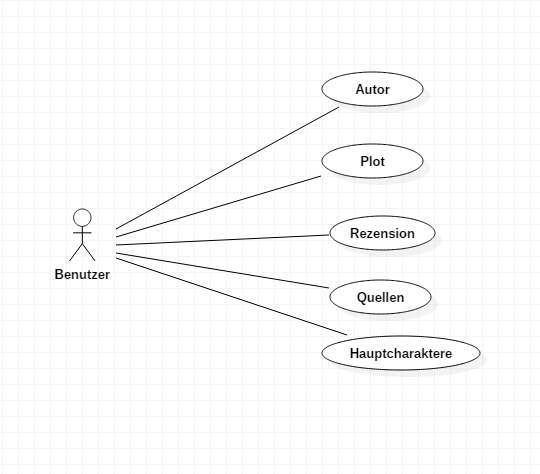 Autor
Plot
Rezension
Benutzer
Quellen
Hauptcharaktere